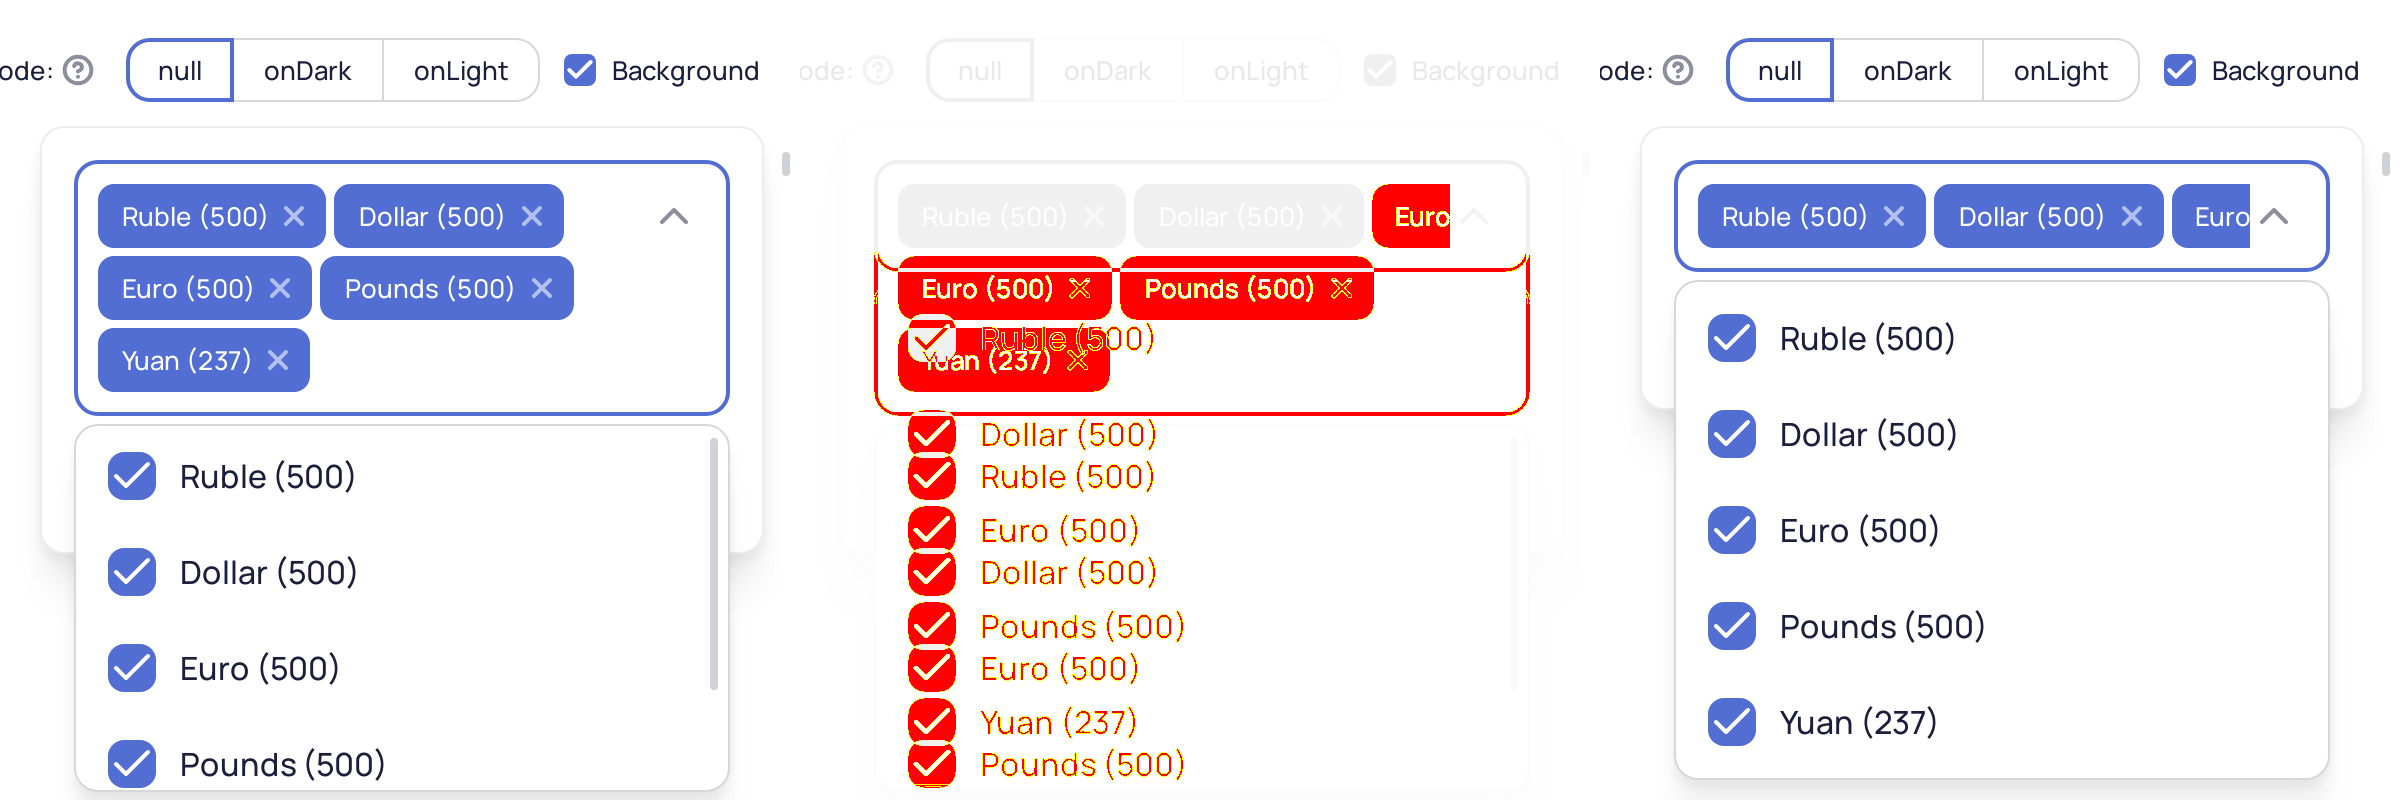 ode: null onDark onLight Background
Ruble (500) Dollar (500)
Euro (500) Pounds (500)
Yuan (237)
Ruble (500)
Dollar (500)
Euro (500)
Pounds (500)
ode: null onDark onLight Background
Ruble (500) Dollar (500) Euro
Euro (500) Pounds (500)
Ruble (500)
Yuan (237)
Dollar (500)
Ruble (500)
Euro (500)
Dollar (500)
Pounds (500)
Euro (500)
Yuan (237)
Pounds (500)
ode: null onDark onLight Background
Ruble (500) Dollar (500) Euro
Ruble (500)
Dollar (500)
Euro (500)
Pounds (500)
Yuan (237)